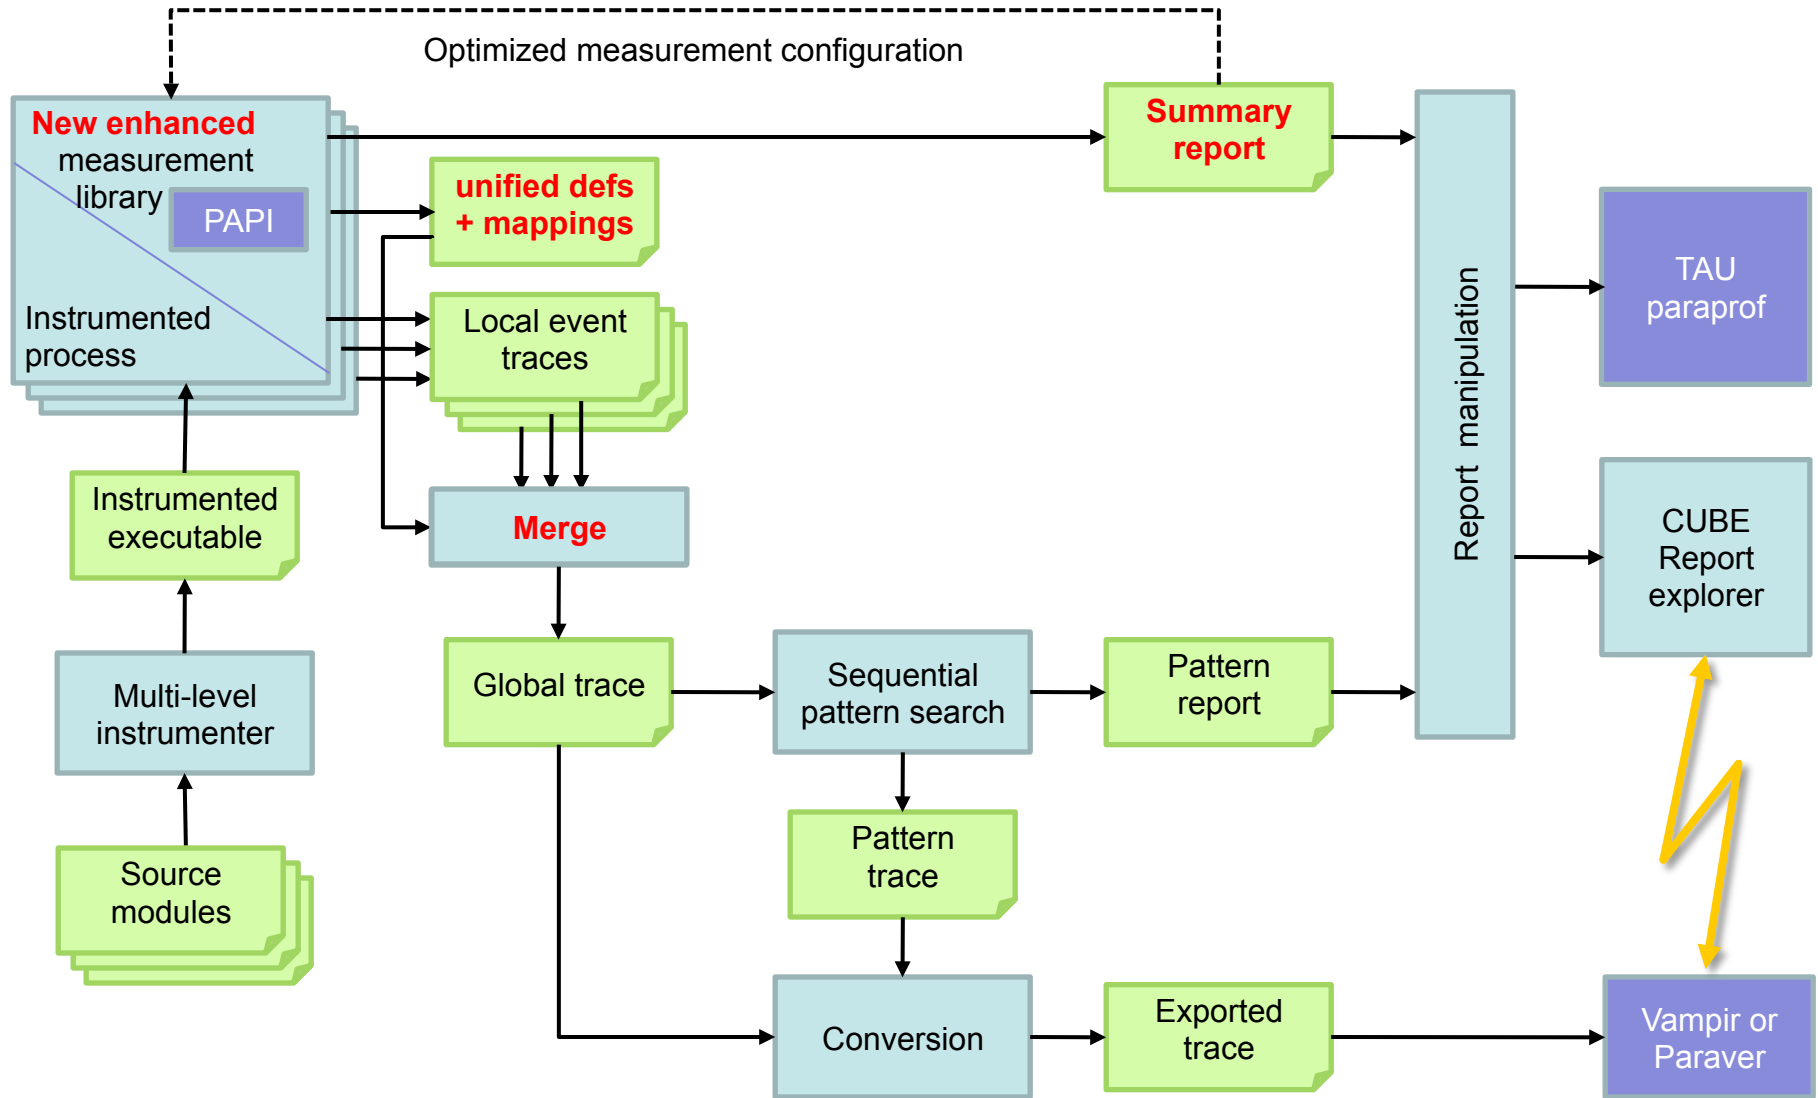 Optimized measurement configuration
New enhanced
measurement
library
PAPI
Instrumented
process
Summary
report
unified defs
+ mappings
Local event
traces
Report manipulation
TAU
paraprof
Instrumented
executable
Merge
CUBE
Report
explorer
Multi-level
instrumenter
Global trace
Sequential
pattern search
Pattern
report
Source
modules
Pattern
trace
Conversion
Exported
trace
Vampir or
Paraver